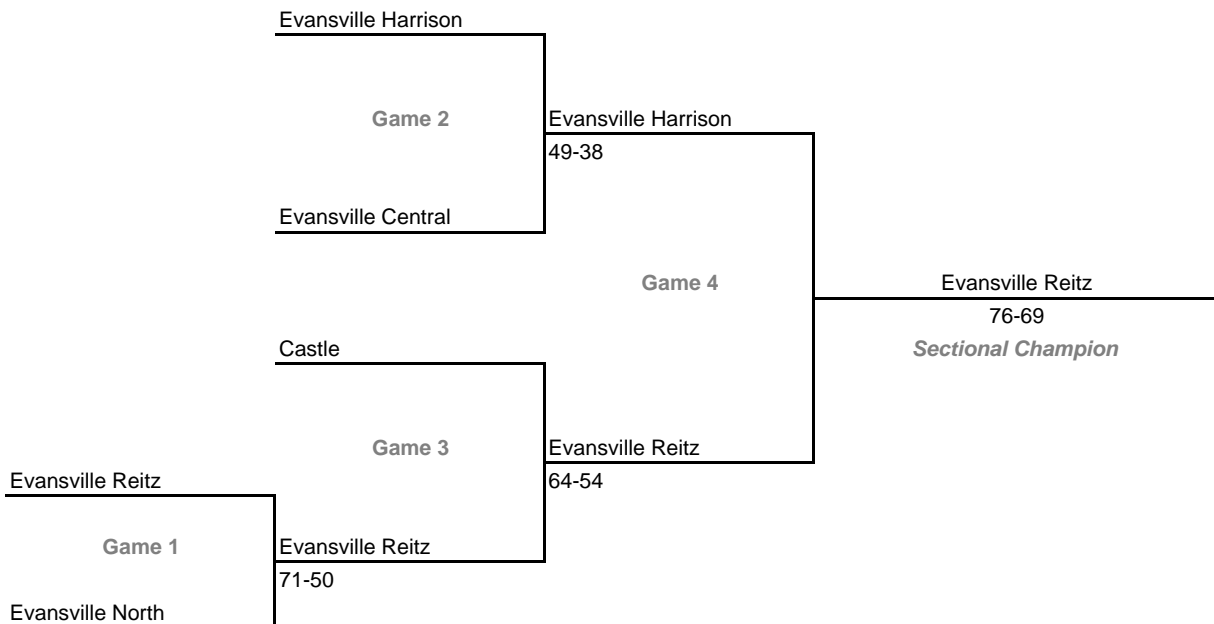 Evansville Harrison
Game 2
Evansville Harrison
49-38
Evansville Central
Game 4
Evansville Reitz
76-69
Sectional Champion
Castle
Game 3
Evansville Reitz
64-54
Evansville Reitz
Game 1
Evansville Reitz
71-50
Evansville North